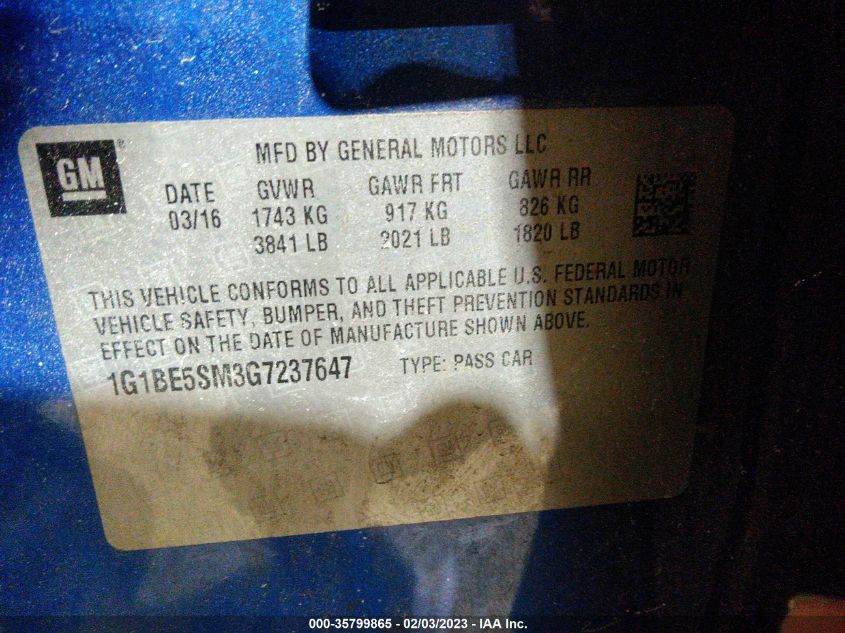 GM ®
MFD BY GENERAL MOTORS LLC
DATE GVWR GAWR FRT GAWR RR
03/16 1743 KG 917 KG 826 KG
3841 LB 2021 LB 1820 LB
THIS VEHICLE CONFORMS TO ALL APPLICABLE U.S. FEDERAL MOTOR
VEHICLE SAFETY, BUMPER, AND THEFT PREVENTION STANDARDS IN
EFFECT ON THE DATE OF MANUFACTURE SHOWN ABOVE.
1G1BE5SM3G7237647 TYPE: PASS CAR
000-35799865 - 02/03/2023 - IAA Inc.